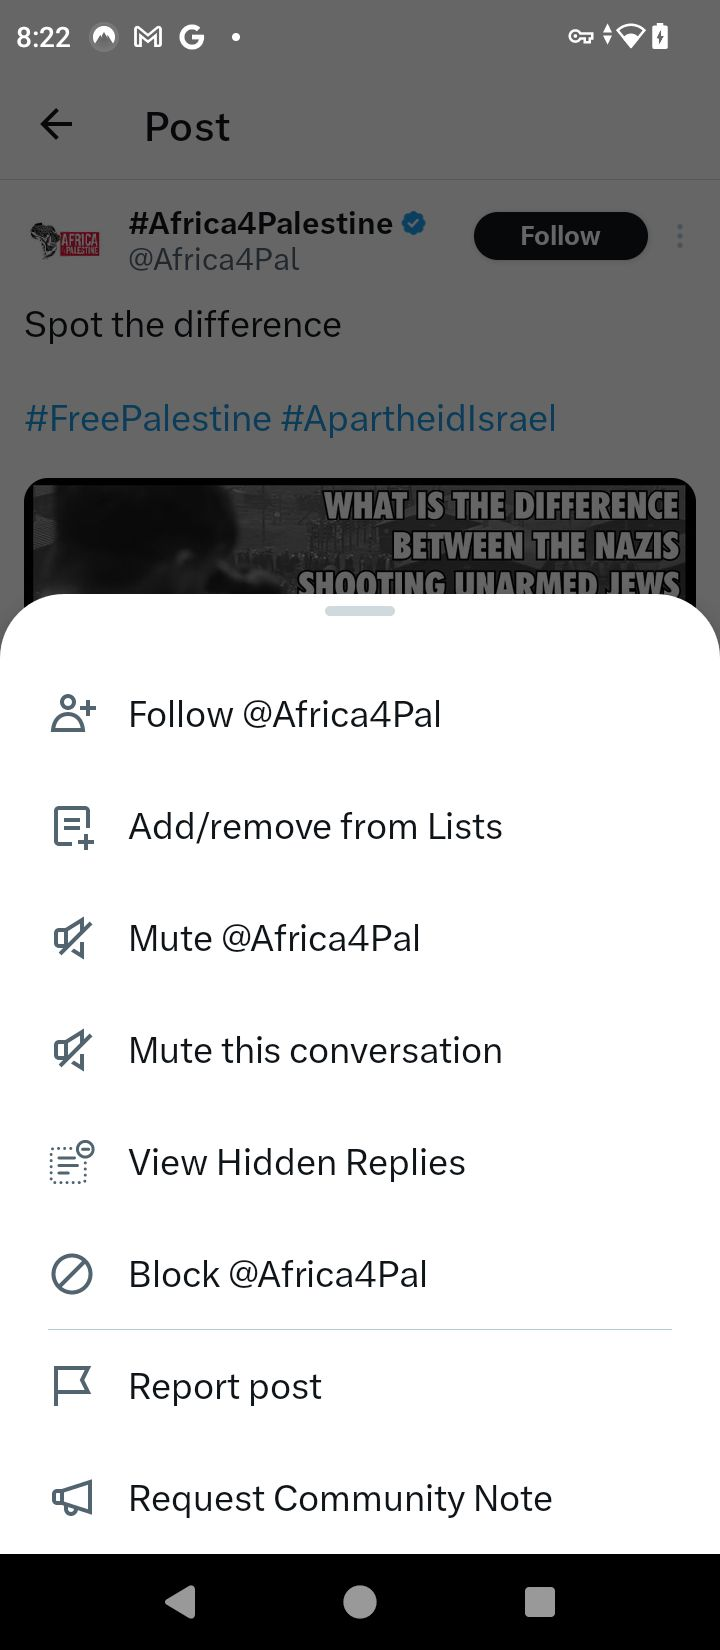 8:22
Post
#Africa4Palestine
@Africa4Pal
Follow
AFRICA
PALESTINE
Spot the difference
#FreePalestine #ApartheidIsrael
WHAT IS THE DIFFERENCE
BETWEEN THE NAZIS
SHOOTING UNARMED JEWS
Follow @Africa4Pal
Add/remove from Lists
Mute @Africa4Pal
Mute this conversation
View Hidden Replies
Block @Africa4Pal
Report post
Request Community Note